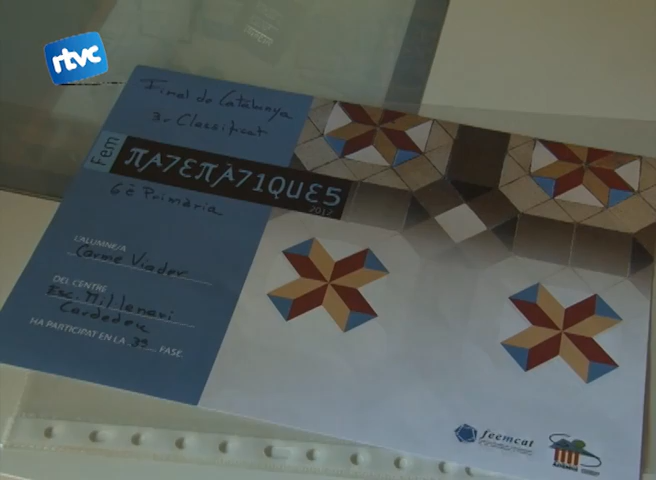 rtvc
Final de Catalunya
3r Classificat
Fem
πA7ƐπÀ71QUƐ5
2017
6è Primària
L'ALUMNE/A
Carme Viader
DEL CENTRE
Esc. Mil·lenari
Cardedeu
HA PARTICIPAT EN LA 3a FASE
feemcat